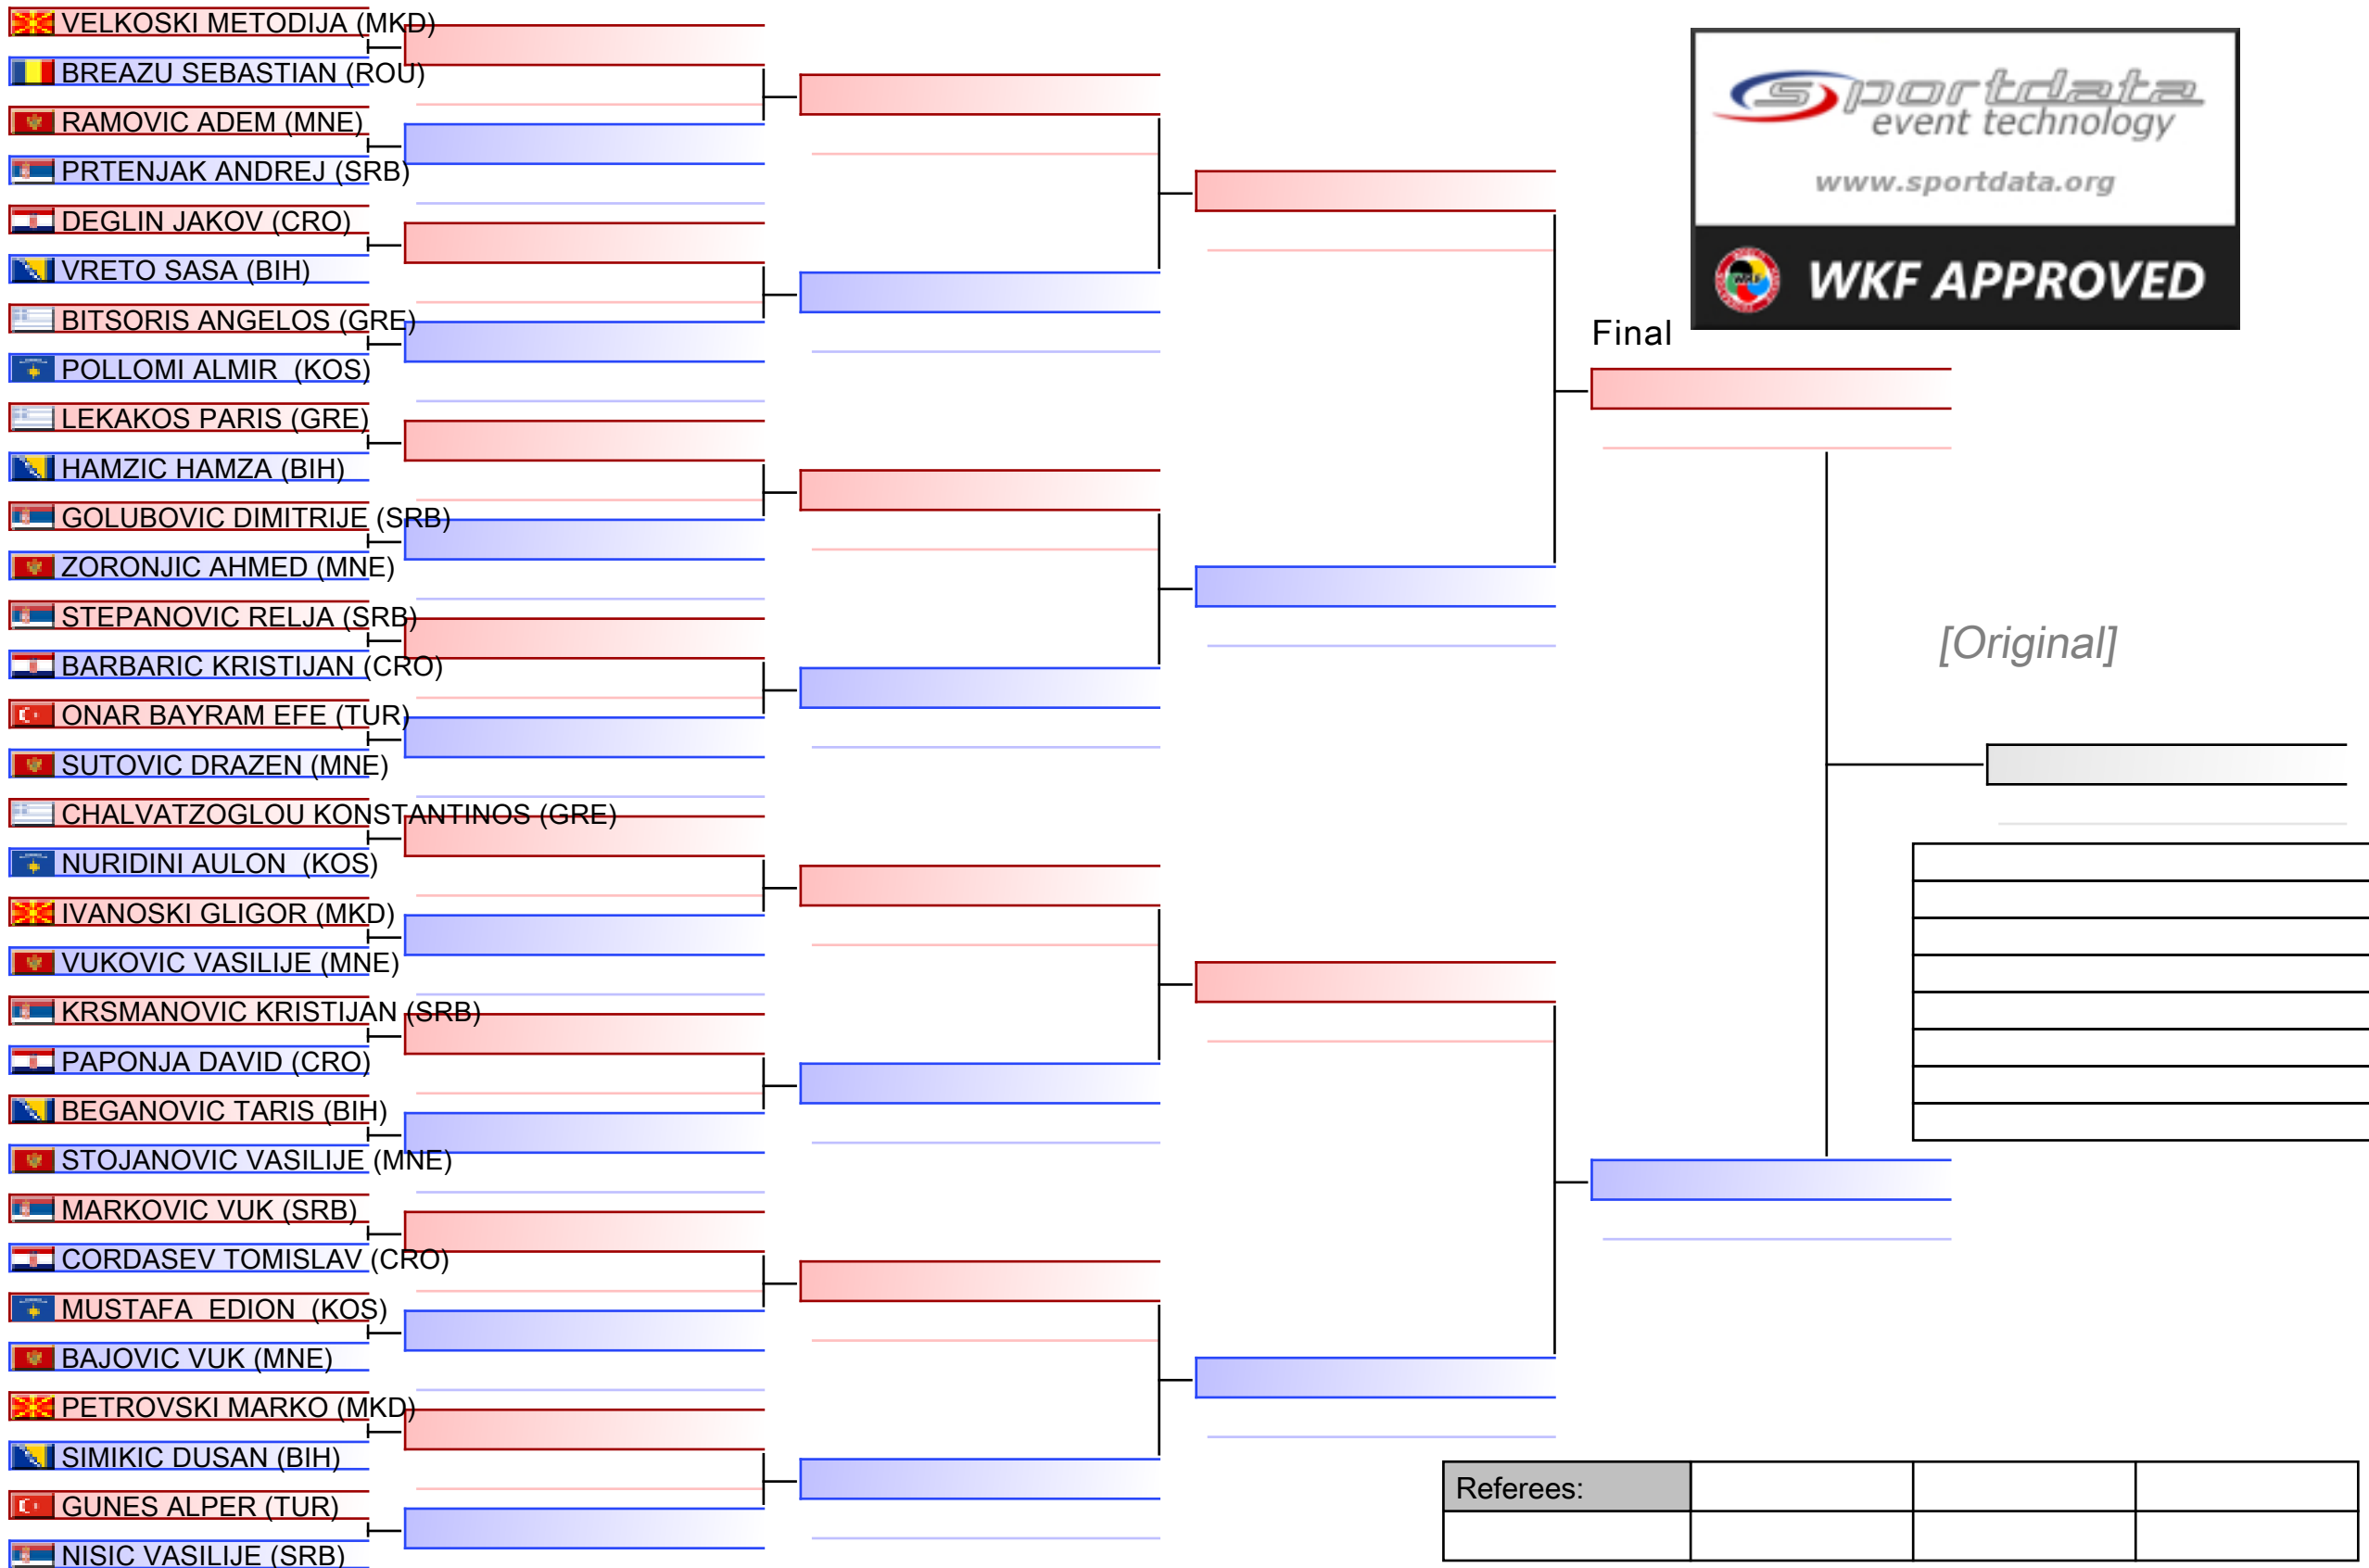 VELKOSKI METODIJA (MKD)
BREAZU SEBASTIAN (ROU)
RAMOVIC ADEM (MNE)
PRTENJAK ANDREJ (SRB)
DEGLIN JAKOV (CRO)
VRETO SASA (BIH)
BITSORIS ANGELOS (GRE)
POLLOMI ALMIR (KOS)
LEKAKOS PARIS (GRE)
HAMZIC HAMZA (BIH)
GOLUBOVIC DIMITRIJE (SRB)
ZORONJIC AHMED (MNE)
STEPANOVIC RELJA (SRB)
BARBARIC KRISTIJAN (CRO)
ONAR BAYRAM EFE (TUR)
SUTOVIC DRAZEN (MNE)
CHALVATZOGLOU KONSTANTINOS (GRE)
NURIDINI AULON (KOS)
IVANOSKI GLIGOR (MKD)
VUKOVIC VASILIJE (MNE)
KRSMANOVIC KRISTIJAN (SRB)
PAPONJA DAVID (CRO)
BEGANOVIC TARIS (BIH)
STOJANOVIC VASILIJE (MNE)
MARKOVIC VUK (SRB)
CORDASEV TOMISLAV (CRO)
MUSTAFA EDION (KOS)
BAJOVIC VUK (MNE)
PETROVSKI MARKO (MKD)
SIMIKIC DUSAN (BIH)
GUNES ALPER (TUR)
NISIC VASILIJE (SRB)
sportdata
event technology
www.sportdata.org
WKF
WKF APPROVED
Final
[Original]
Referees: